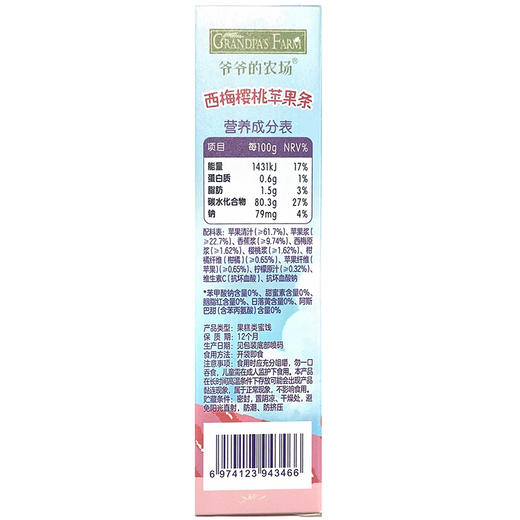 GRANDPA'S FARM
爷爷的农场®
西梅樱桃苹果条
营养成分表
项目 每100g NRV%
能量 1431kJ 17%
蛋白质 0.6g 1%
脂肪 1.5g 3%
碳水化合物 80.3g 27%
钠 79mg 4%
配料表：苹果清汁(≥61.7%)、苹果浆
(≥22.7%)、香蕉浆(≥9.74%)、西梅原
浆(≥1.62%)、樱桃浆(≥1.62%)、柑
橘纤维(柑橘)(≥0.65%)、苹果纤维(
苹果)(≥0.65%)、柠檬原汁(≥0.32%)、
维生素C(抗坏血酸)、抗坏血酸钠
*苯甲酸钠含量0%、甜蜜素含量0%、
胭脂红含量0%、日落黄含量0%、阿斯
巴甜(含苯丙氨酸)含量0%
产品类型：果糕类蜜饯
保 质 期：12个月
生产日期：见包装底部喷码
食用方法：开袋即食
注意事项：食用时应充分咀嚼，勿一口
吞食，儿童需在成人监护下食用。本产品
在长时间高温条件下存放可能会出现产品
黏连现象，属于正常现象，不影响食用。
贮藏条件：密封，置阴凉、干燥处，避
免阳光直射，防潮、防挤压
6 974123 943466